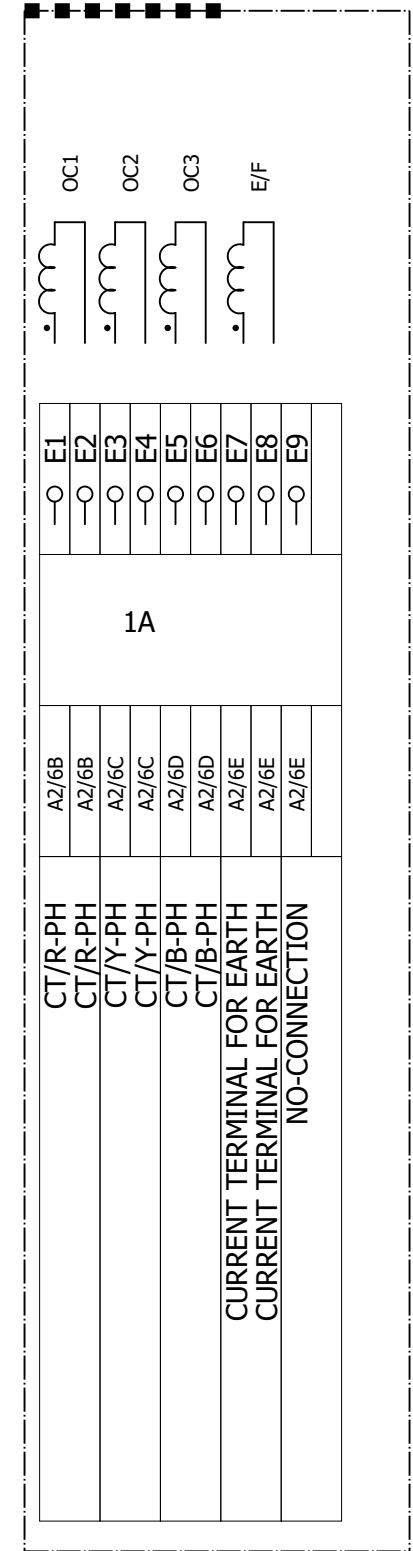 OC1
OC2
OC3
E/F
E1
E2
E3
E4
E5
E6
E7
E8
E9
1A
A2/6B
A2/6B
A2/6C
A2/6C
A2/6D
A2/6D
A2/6E
A2/6E
A2/6E
CT/R-PH
CT/R-PH
CT/Y-PH
CT/Y-PH
CT/B-PH
CT/B-PH
CURRENT TERMINAL FOR EARTH
CURRENT TERMINAL FOR EARTH
NO-CONNECTION